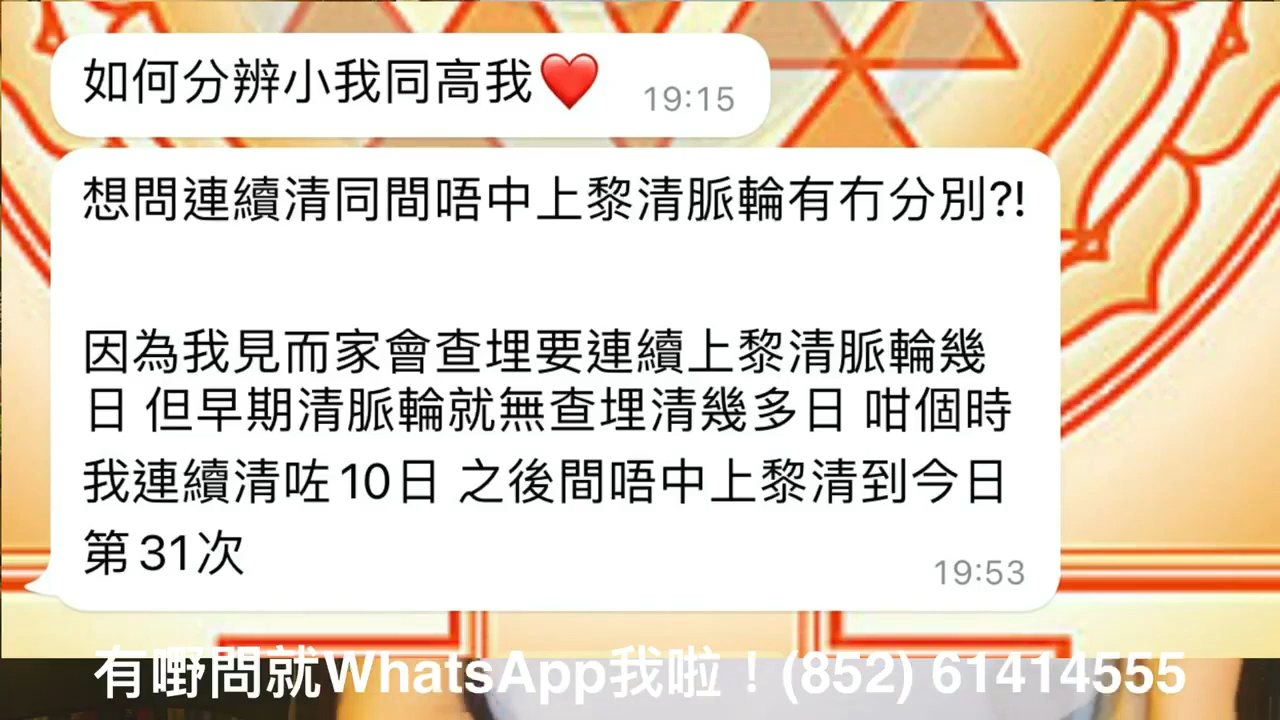 如何分辨小我同高我❤️ 19:15
想問連續清同間唔中上黎清脈輪有冇分別?!
因為我見而家會查埋要連續上黎清脈輪幾
日 但早期清脈輪就無查埋清幾多日 咁個時
我連續清咗10日 之後間唔中上黎清到今日
第31次
19:53
有嘢問就WhatsApp我啦！(852) 61414555